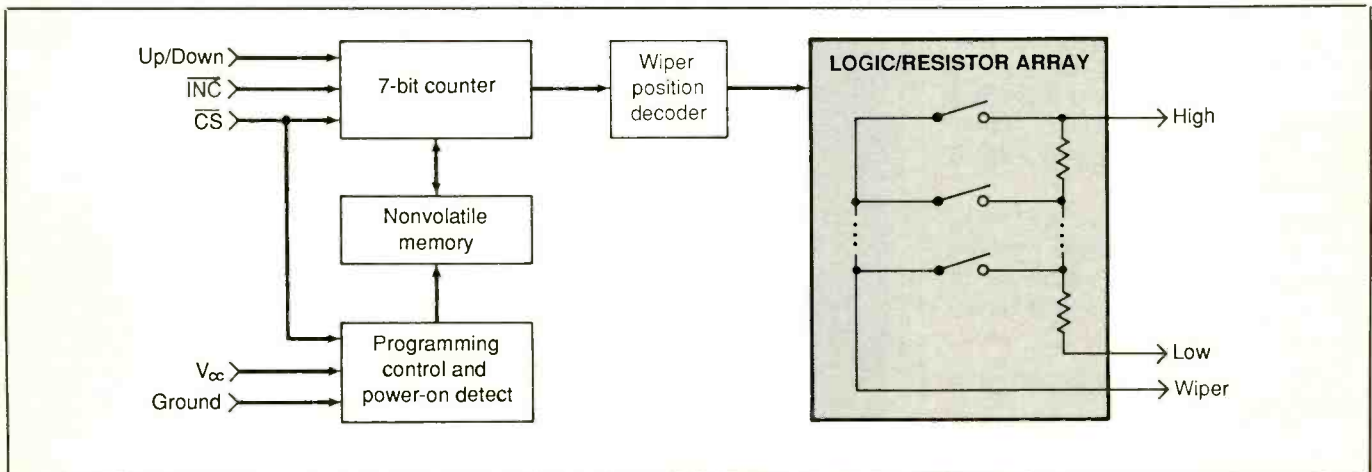 Up/Down
INC
CS
7-bit counter
Wiper
position
decoder
LOGIC/RESISTOR ARRAY
High
Nonvolatile
memory
Programming
control and
power-on detect
Vcc
Ground
Low
Wiper